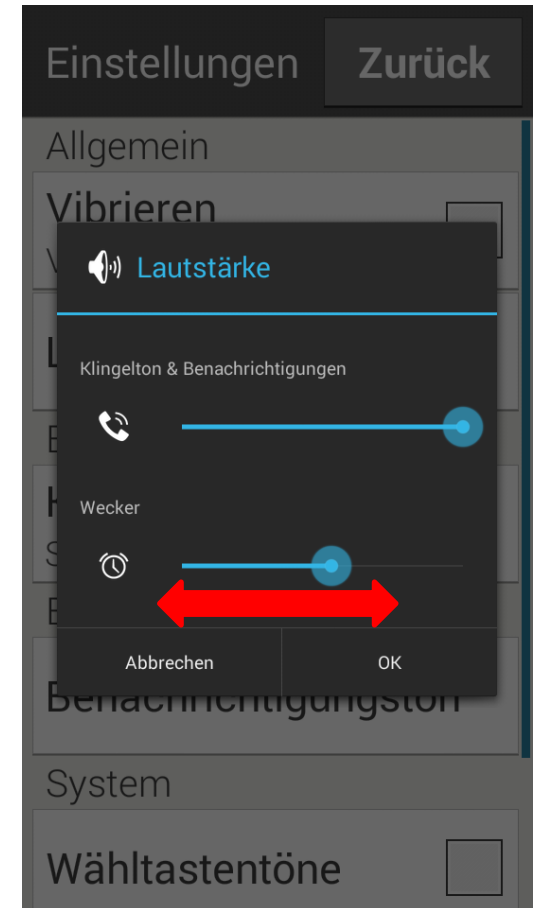 Einstellungen
Zurück
Allgemein
Vibrieren
Lautstärke
Klingelton & Benachrichtigungen
Wecker
Abbrechen
OK
Benachrichtigungston
System
Wähltastentöne